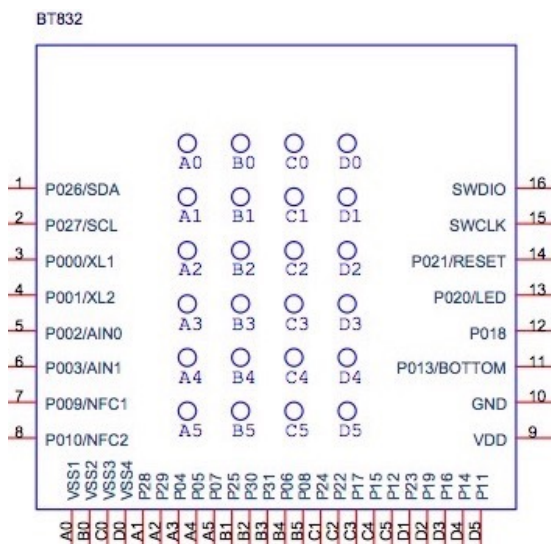 BT832
A0 B0 C0 D0
1 P026/SDA SWDIO 16
A1 B1 C1 D1
2 P027/SCL SWCLK 15
A2 B2 C2 D2
3 P000/XL1 P021/RESET 14
4 P001/XL2 P020/LED 13
A3 B3 C3 D3
5 P002/AIN0 P018 12
6 P003/AIN1 P013/BOTTOM 11
A4 B4 C4 D4
7 P009/NFC1 GND 10
A5 B5 C5 D5
8 P010/NFC2 VDD 9
VSS1 VSS2 VSS3 VSS4 P28 P29 P04 P05 P07 P25 P30 P31 P06 P08 P24 P22 P17 P15 P12 P23 P19 P16 P14 P11
A0 B0 C0 D0 A1 A2 A3 A4 A5 B1 B2 B3 B4 B5 C1 C2 C3 C4 C5 D1 D2 D3 D4 D5